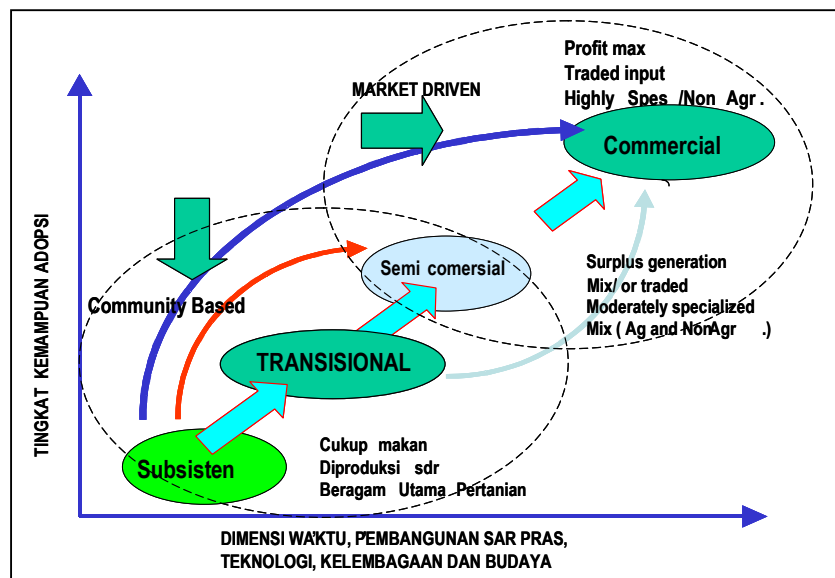 Profit max
Traded input
Highly Spes /Non Agr .
MARKET DRIVEN
Commercial
TINGKAT KEMAMPUAN ADOPSI
Semi comersial
Community Based
Surplus generation
Mix/ or traded
Moderately specialized
Mix ( Ag and NonAgr .)
TRANSISIONAL
Subsisten
Cukup makan
Diproduksi sdr
Beragam Utama Pertanian
DIMENSI WAKTU, PEMBANGUNAN SAR PRAS,
TEKNOLOGI, KELEMBAGAAN DAN BUDAYA